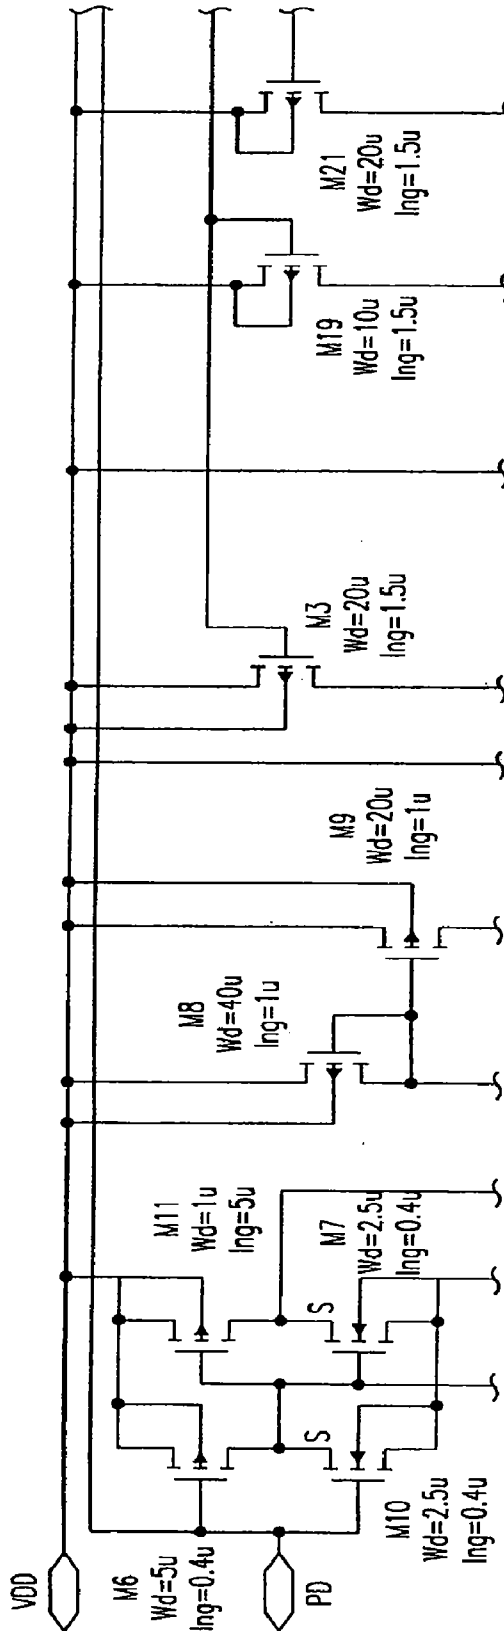 VDD
PD
M6
Wd=5u
lng=0.4u
M10
Wd=2.5u
lng=0.4u
S
S
M11
Wd=1u
lng=5u
M7
Wd=2.5u
lng=0.4u
M8
Wd=40u
lng=1u
M9
Wd=20u
lng=1u
M3
Wd=20u
lng=1.5u
M19
Wd=10u
lng=1.5u
M21
Wd=20u
lng=1.5u